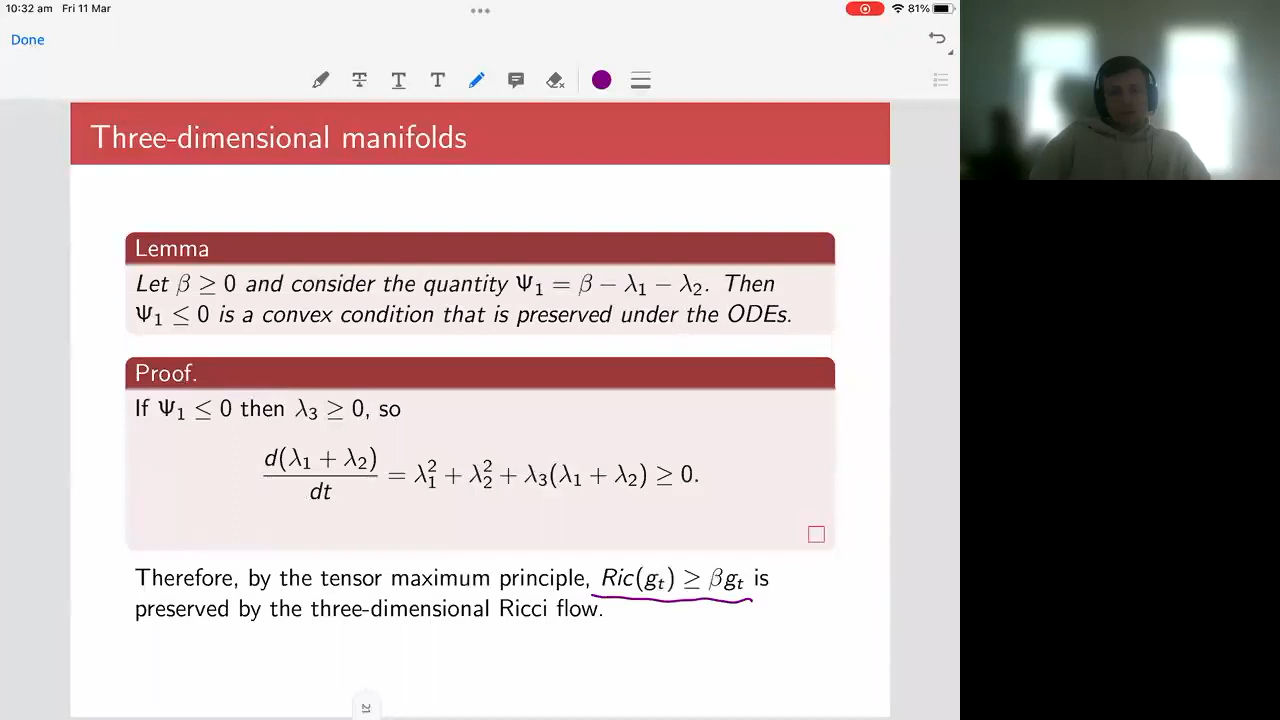 10:32 am Fri 11 Mar
81%
Done
T T T
Three-dimensional manifolds
Lemma
Let β ≥ 0 and consider the quantity Ψ₁ = β − λ₁ − λ₂. Then
Ψ₁ ≤ 0 is a convex condition that is preserved under the ODEs.
Proof.
If Ψ₁ ≤ 0 then λ₃ ≥ 0, so
d(λ₁ + λ₂)/dt = λ₁² + λ₂² + λ₃(λ₁ + λ₂) ≥ 0.
Therefore, by the tensor maximum principle, Ric(gₜ) ≥ βgₜ is
preserved by the three-dimensional Ricci flow.
21